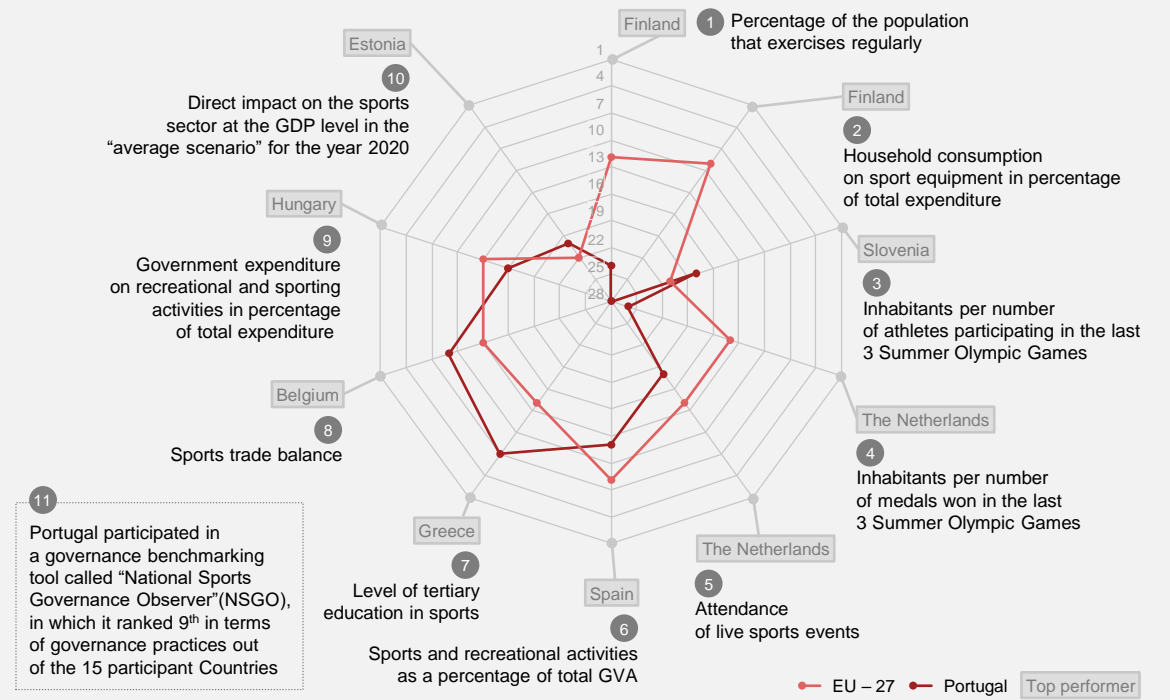 Finland
1
Percentage of the population
that exercises regularly
Finland
2
Household consumption
on sport equipment in percentage
of total expenditure
Slovenia
3
Inhabitants per number
of athletes participating in the last
3 Summer Olympic Games
The Netherlands
4
Inhabitants per number
of medals won in the last
3 Summer Olympic Games
The Netherlands
5
Attendance
of live sports events
Spain
6
Sports and recreational activities
as a percentage of total GVA
Greece
7
Level of tertiary
education in sports
Belgium
8
Sports trade balance
Hungary
9
Government expenditure
on recreational and sporting
activities in percentage
of total expenditure
Estonia
10
Direct impact on the sports
sector at the GDP level in the
“average scenario” for the year 2020
1
4
7
10
13
16
19
22
25
28
11
Portugal participated in
a governance benchmarking
tool called “National Sports
Governance Observer”(NSGO),
in which it ranked 9th in terms
of governance practices out
of the 15 participant Countries
EU – 27
Portugal
Top performer